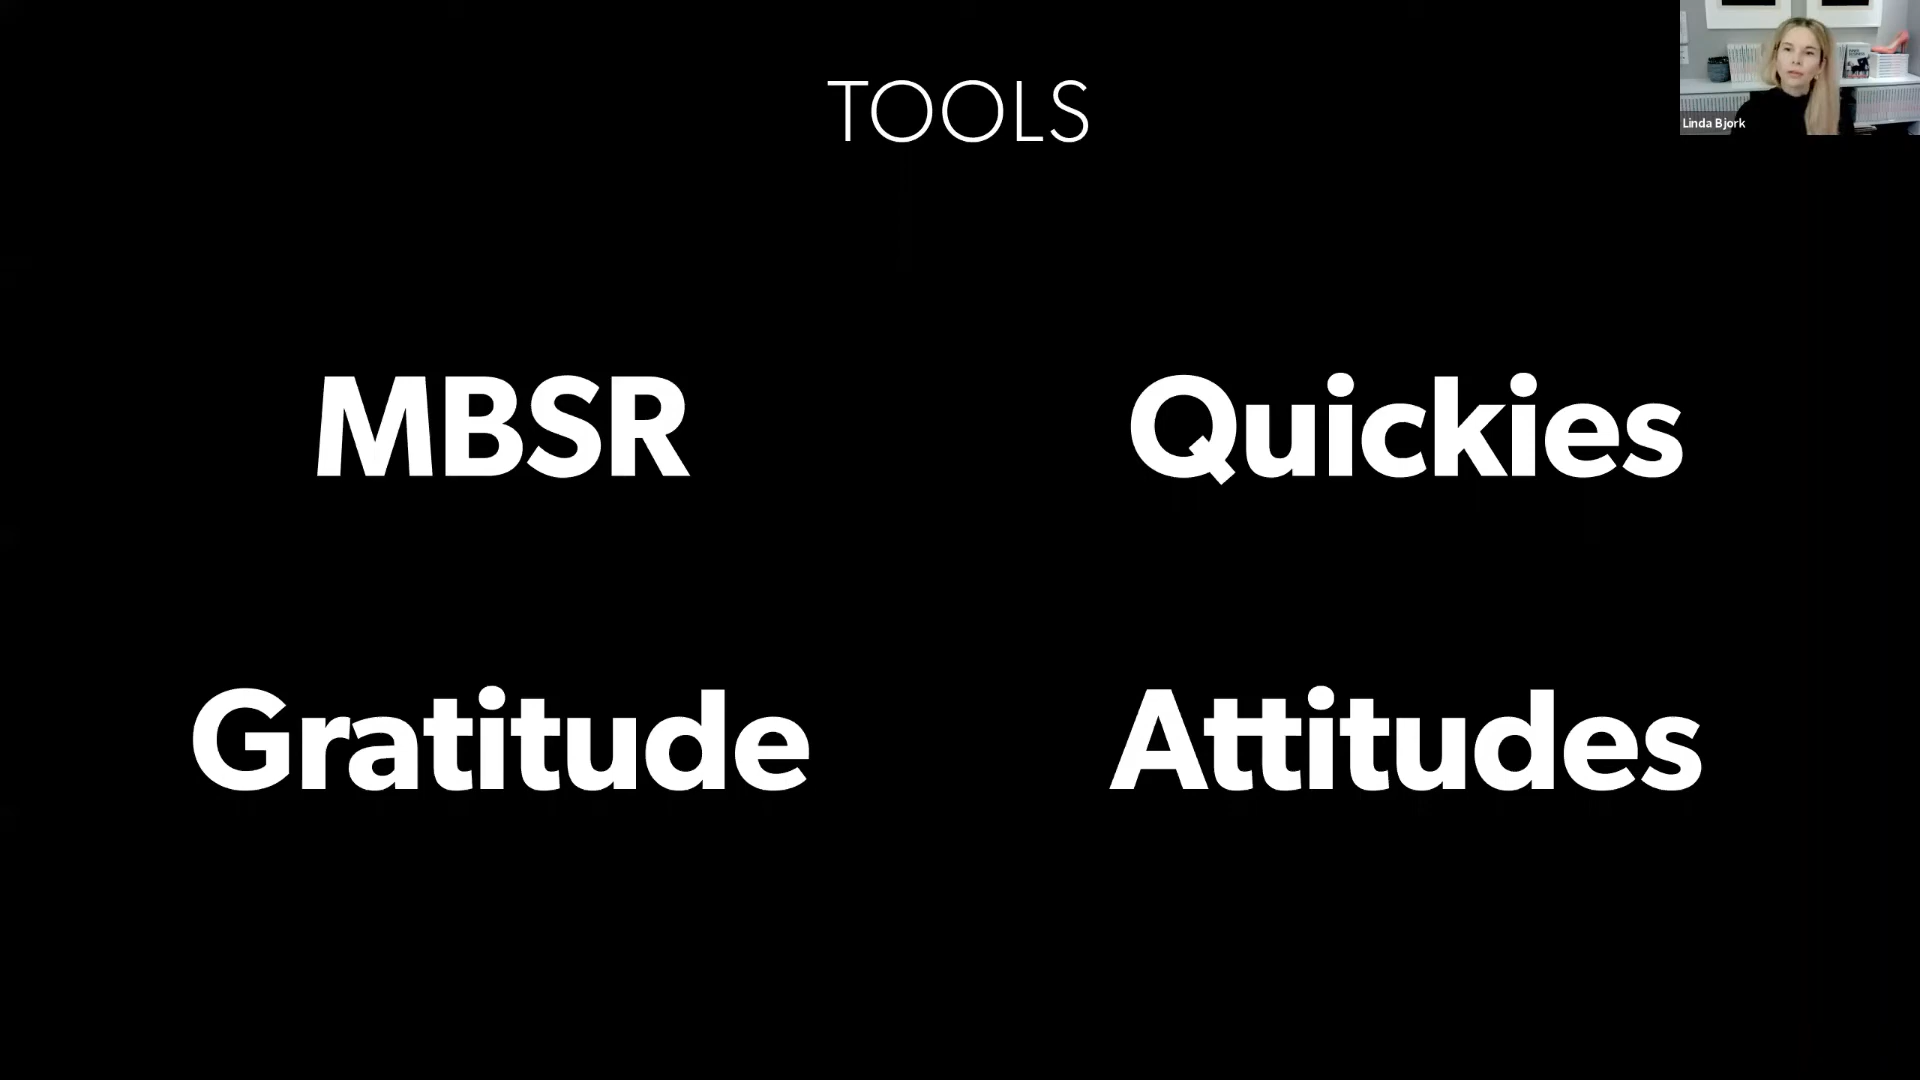 TOOLS
Linda Bjork
MBSR
Quickies
Gratitude
Attitudes